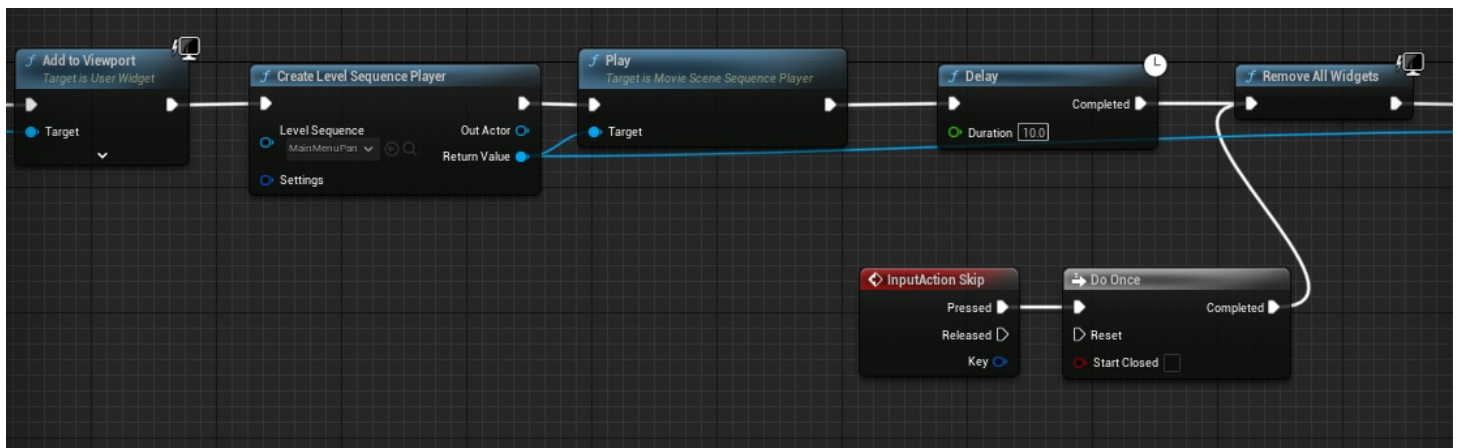 Add to Viewport
Target is User Widget
Target
Create Level Sequence Player
Level Sequence
MainMenuPan
Out Actor
Return Value
Settings
Play
Target is Movie Scene Sequence Player
Target
Delay
Completed
Duration 10.0
Remove All Widgets
InputAction Skip
Pressed
Released
Key
Do Once
Completed
Reset
Start Closed